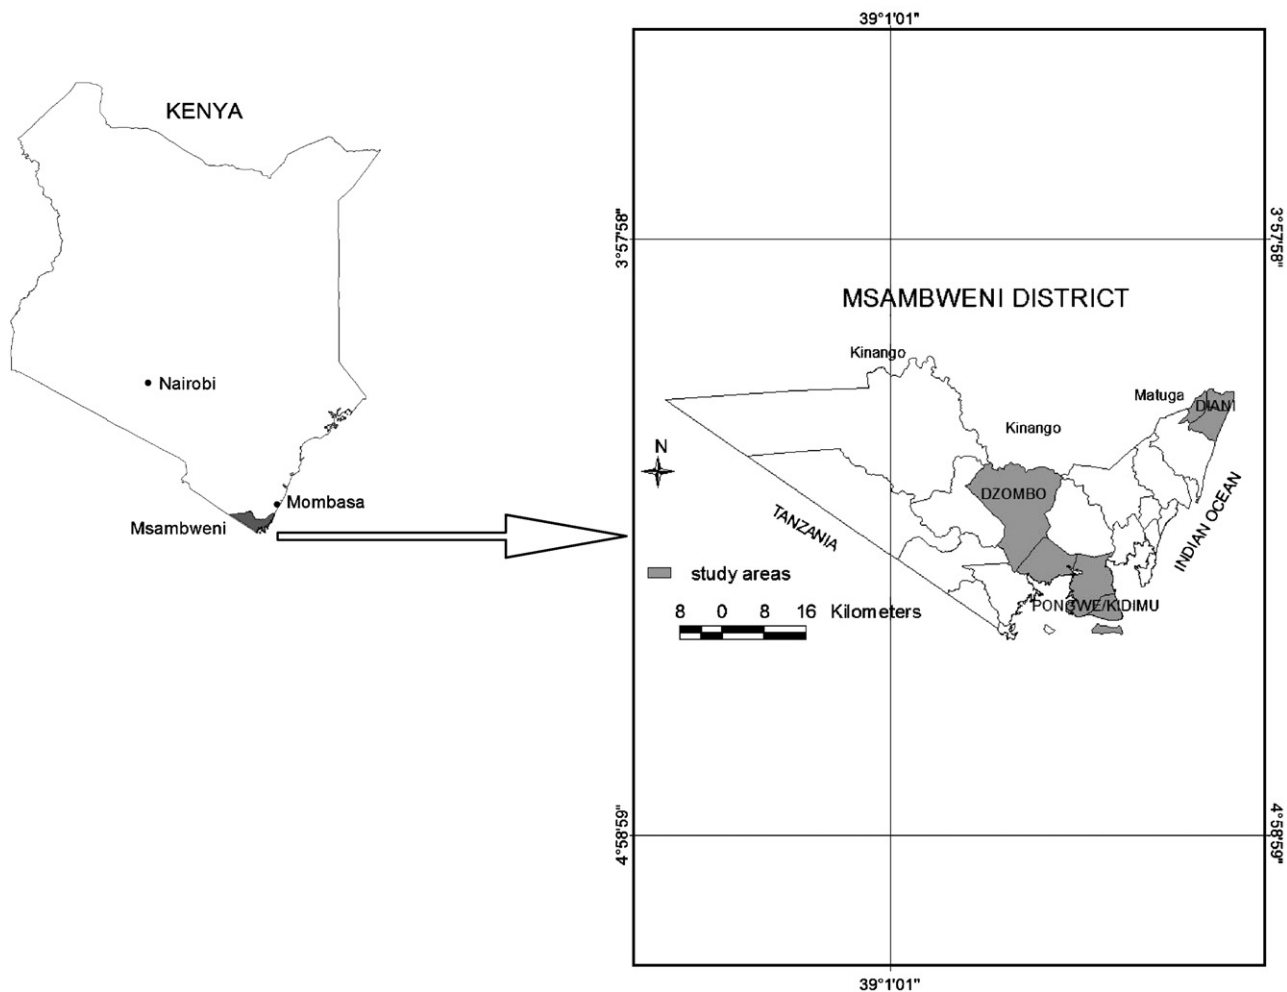 39°1'01"
KENYA
3°57'58"
3°57'58"
MSAMBWENI DISTRICT
Kinango
Nairobi
Matuga
DIANI
Kinango
N
DZOMBO
Mombasa
Msambweni
TANZANIA
INDIAN OCEAN
study areas
PONGWE/KIDIMU
8 0 8 16 Kilometers
4°58'59"
4°58'59"
39°1'01"